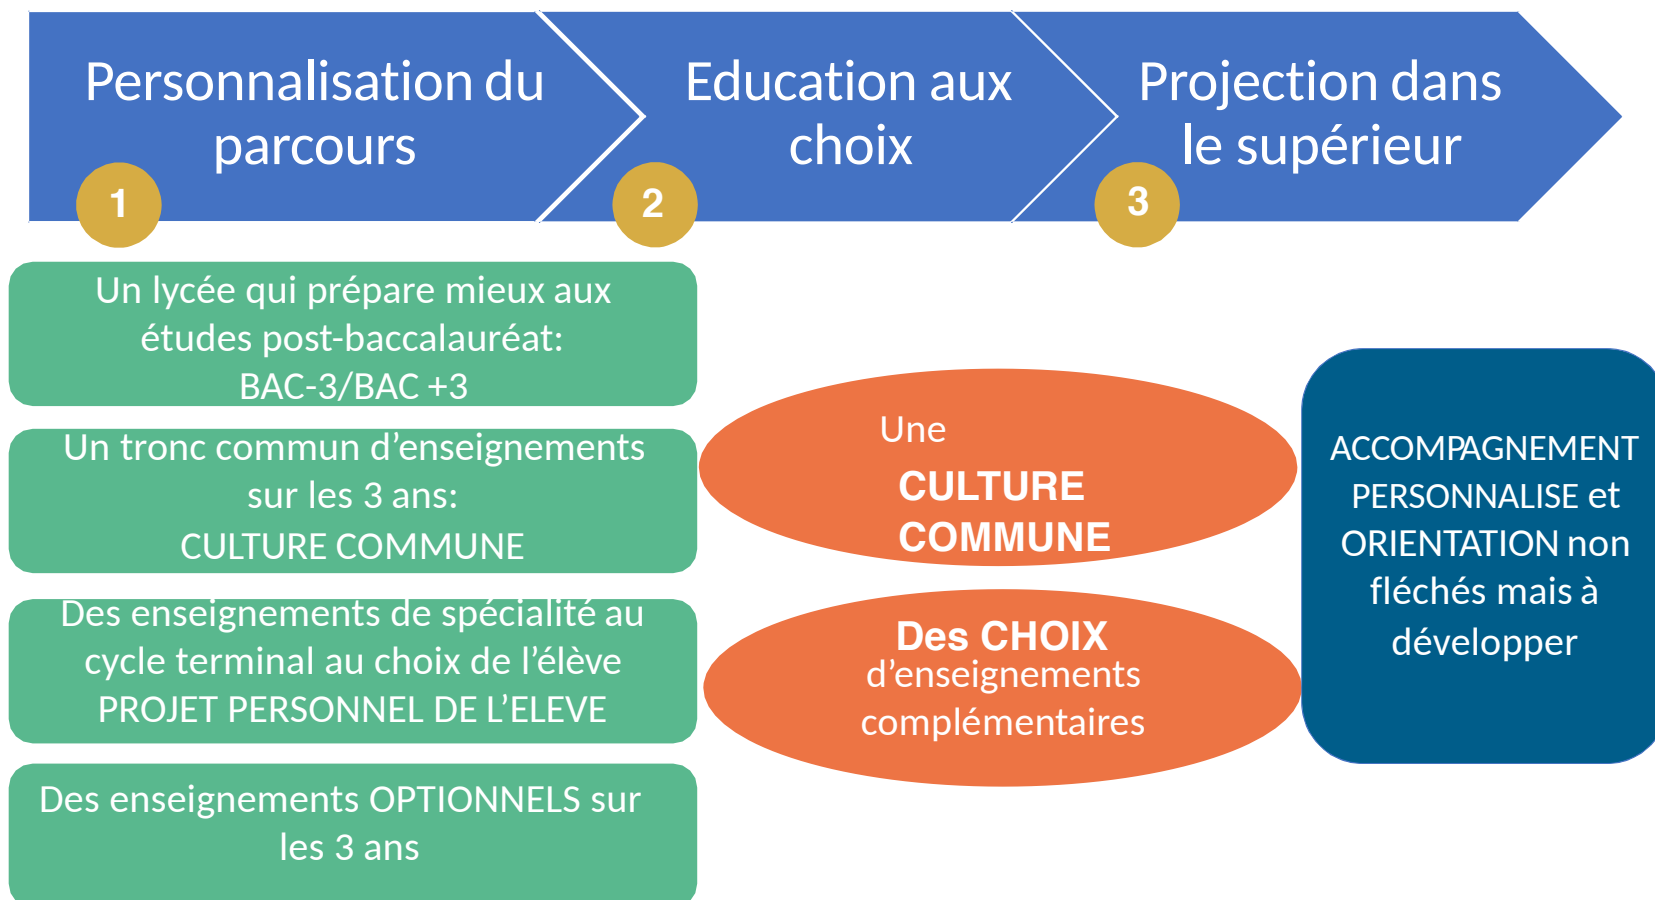 Personnalisation du
parcours
1
Education aux
choix
2
Projection dans
le supérieur
3
Un lycée qui prépare mieux aux
études post-baccalauréat:
BAC-3/BAC +3
Un tronc commun d’enseignements
sur les 3 ans:
CULTURE COMMUNE
Des enseignements de spécialité au
cycle terminal au choix de l’élève
PROJET PERSONNEL DE L’ELEVE
Des enseignements OPTIONNELS sur
les 3 ans
Une
CULTURE
COMMUNE
Des CHOIX
d’enseignements
complémentaires
ACCOMPAGNEMENT
PERSONNALISE et
ORIENTATION non
fléchés mais à
développer